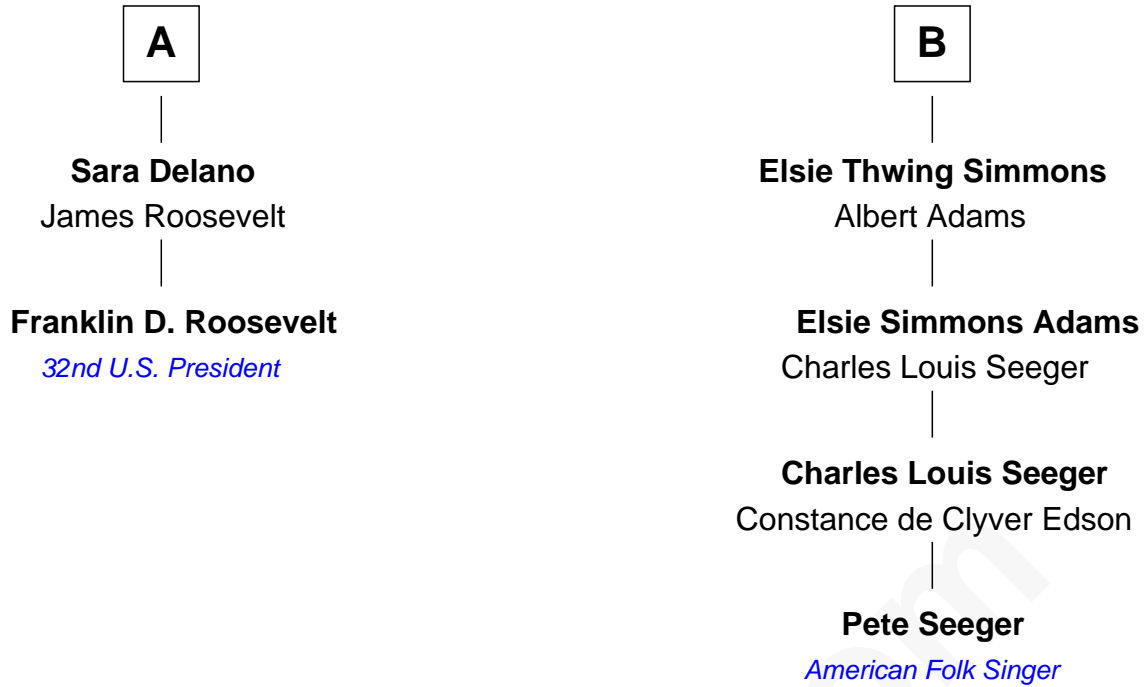 A
Sara Delano
James Roosevelt
Franklin D. Roosevelt
32nd U.S. President
B
Elsie Thwing Simmons
Albert Adams
Elsie Simmons Adams
Charles Louis Seeger
Charles Louis Seeger
Constance de Clyver Edson
Pete Seeger
American Folk Singer